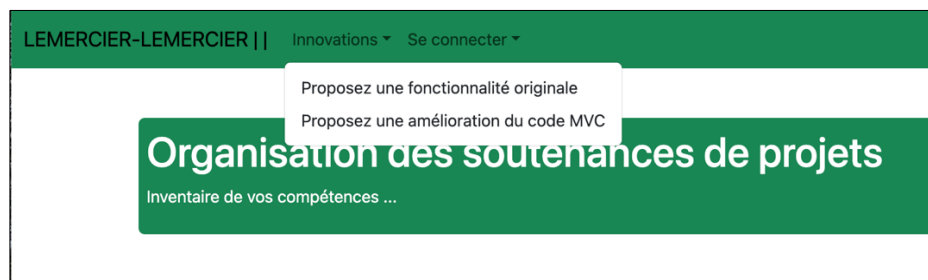 LEMERCIER-LEMERCIER | | Innovations Se connecter
Proposez une fonctionnalité originale
Proposez une amélioration du code MVC
Organisation des soutenances de projets
Inventaire de vos compétences ...